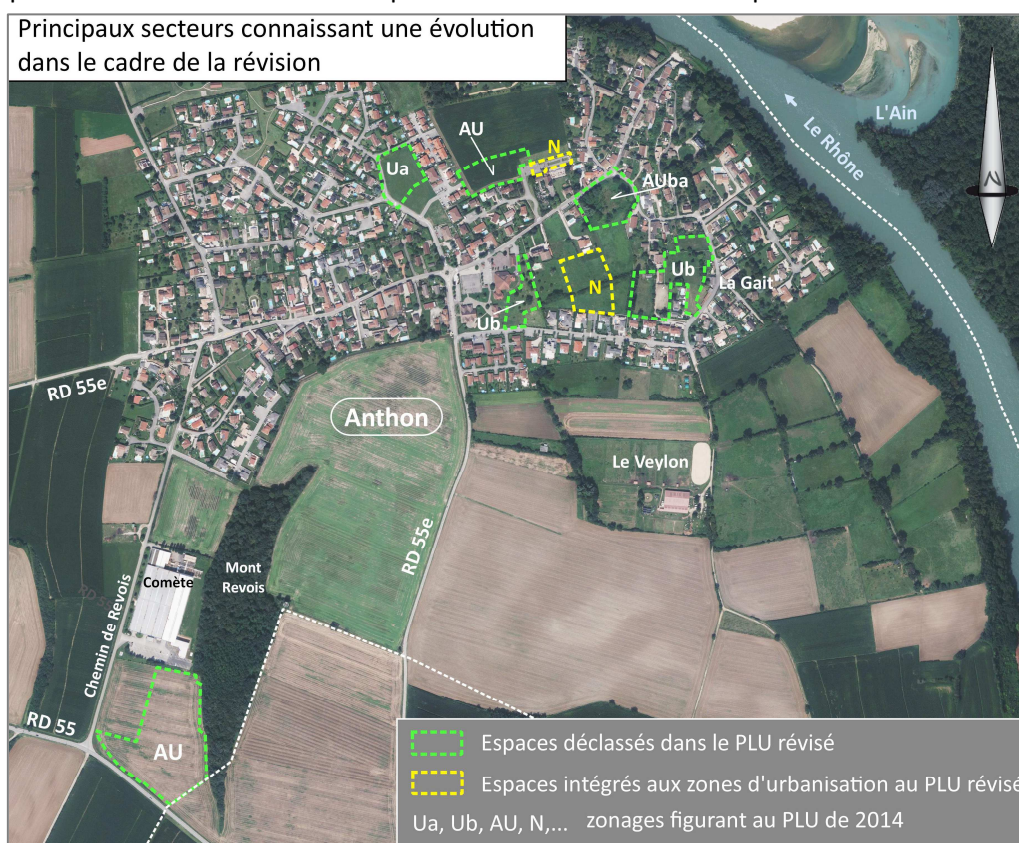 Principaux secteurs connaissant une évolution
dans le cadre de la révision
L'Ain
Le Rhône
AU
N
Ua
AUba
Ub
La Gait
N
Ub
RD 55e
Anthon
Le Veylon
RD 55e
Mont
Revois
Comète
Chemin de Revois
RD 55
AU
Espaces déclassés dans le PLU révisé
Espaces intégrés aux zones d'urbanisation au PLU révisé
Ua, Ub, AU, N,... zonages figurant au PLU de 2014